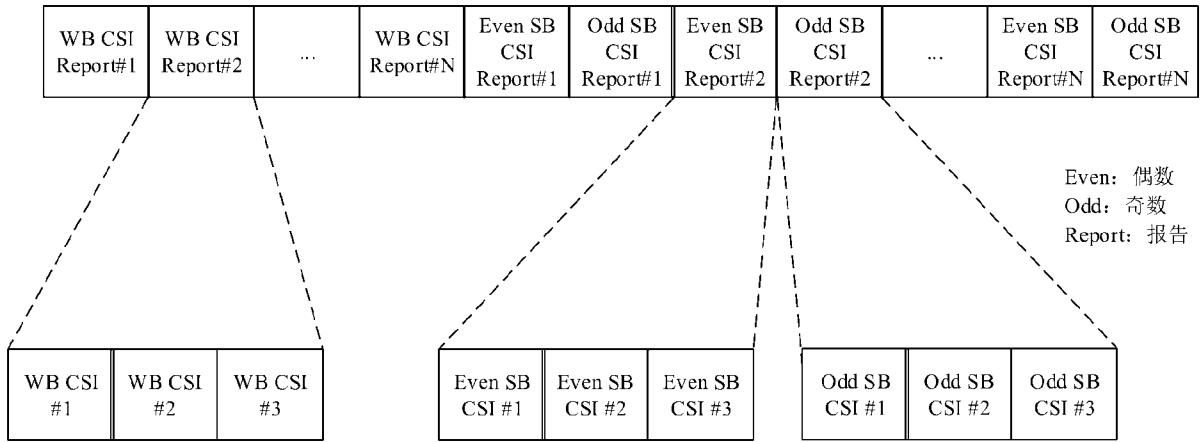 WB CSI
Report#1
WB CSI
Report#2
...
WB CSI
Report#N
Even SB
CSI
Report#1
Odd SB
CSI
Report#1
Even SB
CSI
Report#2
Odd SB
CSI
Report#2
...
Even SB
CSI
Report#N
Odd SB
CSI
Report#N
Even：偶数
Odd：奇数
Report：报告
WB CSI
#1
WB CSI
#2
WB CSI
#3
Even SB
CSI #1
Even SB
CSI #2
Even SB
CSI #3
Odd SB
CSI #1
Odd SB
CSI #2
Odd SB
CSI #3